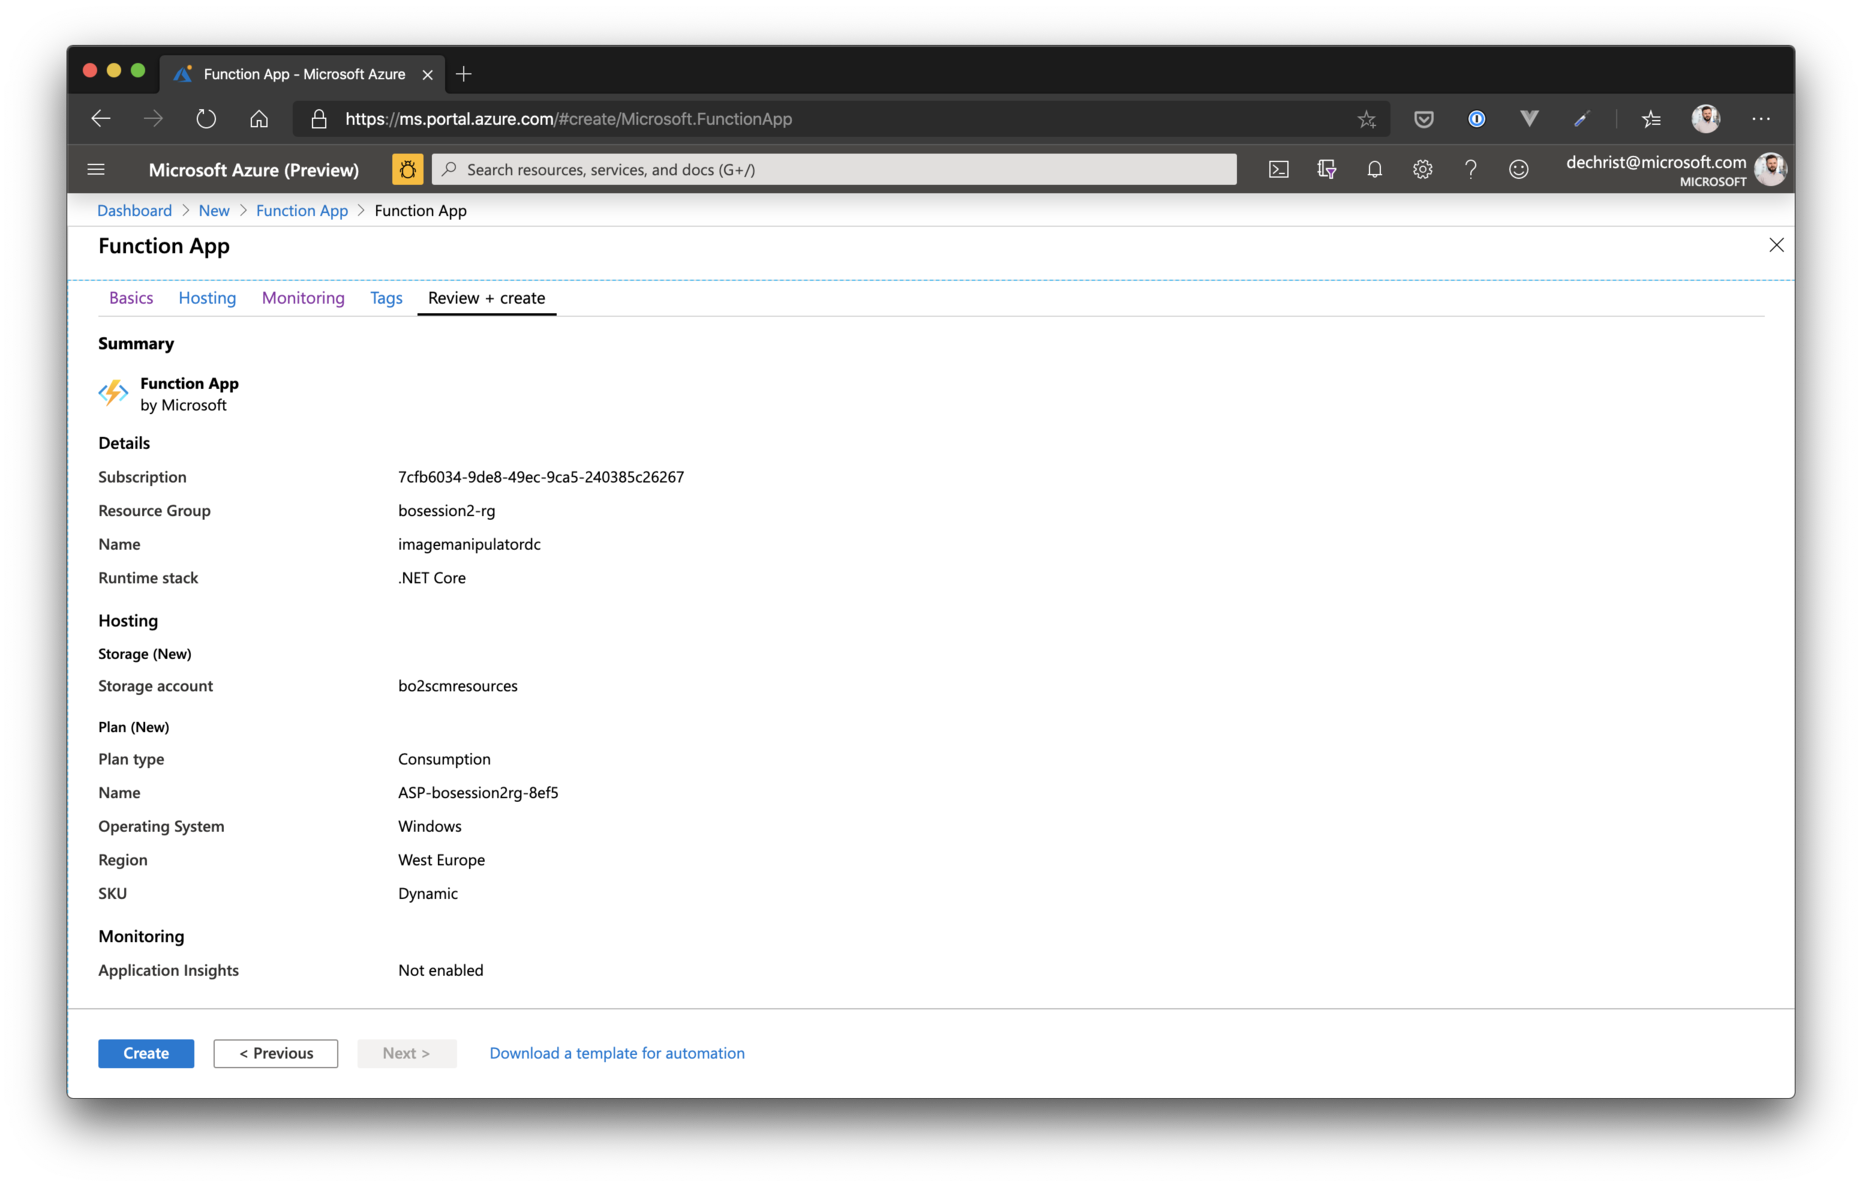 Function App - Microsoft Azure
https://ms.portal.azure.com/#create/Microsoft.FunctionApp
Microsoft Azure (Preview)
Search resources, services, and docs (G+/)
dechrist@microsoft.com
MICROSOFT
Dashboard > New > Function App > Function App
Function App
Basics Hosting Monitoring Tags Review + create
Summary
Function App
by Microsoft
Details
Subscription 7cfb6034-9de8-49ec-9ca5-240385c26267
Resource Group bosession2-rg
Name imagemanipulatordc
Runtime stack .NET Core
Hosting
Storage (New)
Storage account bo2scmresources
Plan (New)
Plan type Consumption
Name ASP-bosession2rg-8ef5
Operating System Windows
Region West Europe
SKU Dynamic
Monitoring
Application Insights Not enabled
Create < Previous Next > Download a template for automation